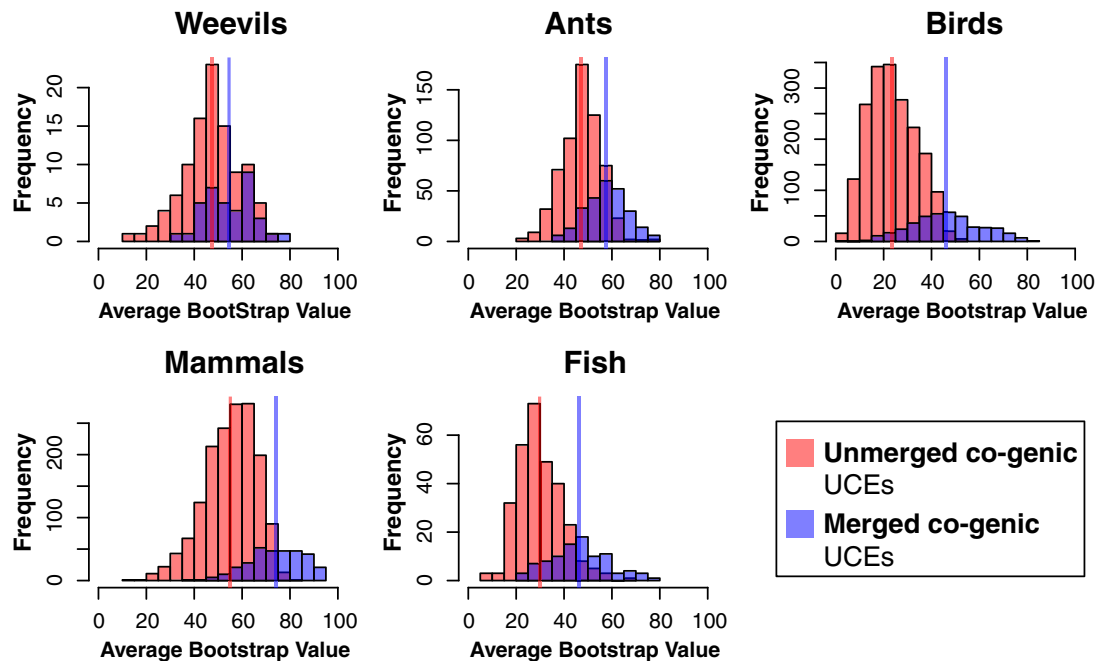 Weevils
Frequency
0 5 10 15 20
0 20 40 60 80 100
Average BootStrap Value
Ants
Frequency
0 50 100 150
0 20 40 60 80 100
Average Bootstrap Value
Birds
Frequency
0 100 200 300
0 20 40 60 80 100
Average Bootstrap Value
Mammals
Frequency
0 100 200
0 20 40 60 80 100
Average Bootstrap Value
Fish
Frequency
0 20 40 60
0 20 40 60 80 100
Average Bootstrap Value
Unmerged co-genic
UCEs
Merged co-genic
UCEs